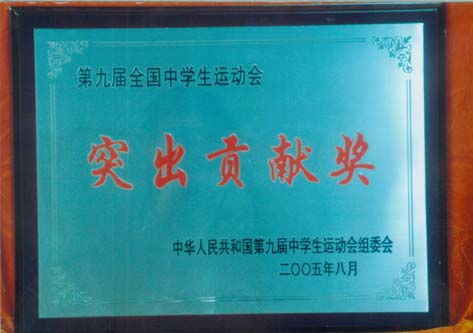 第九届全国中学生运动会
突出贡献奖
中华人民共和国第九届中学生运动会组委会
二〇〇五年八月